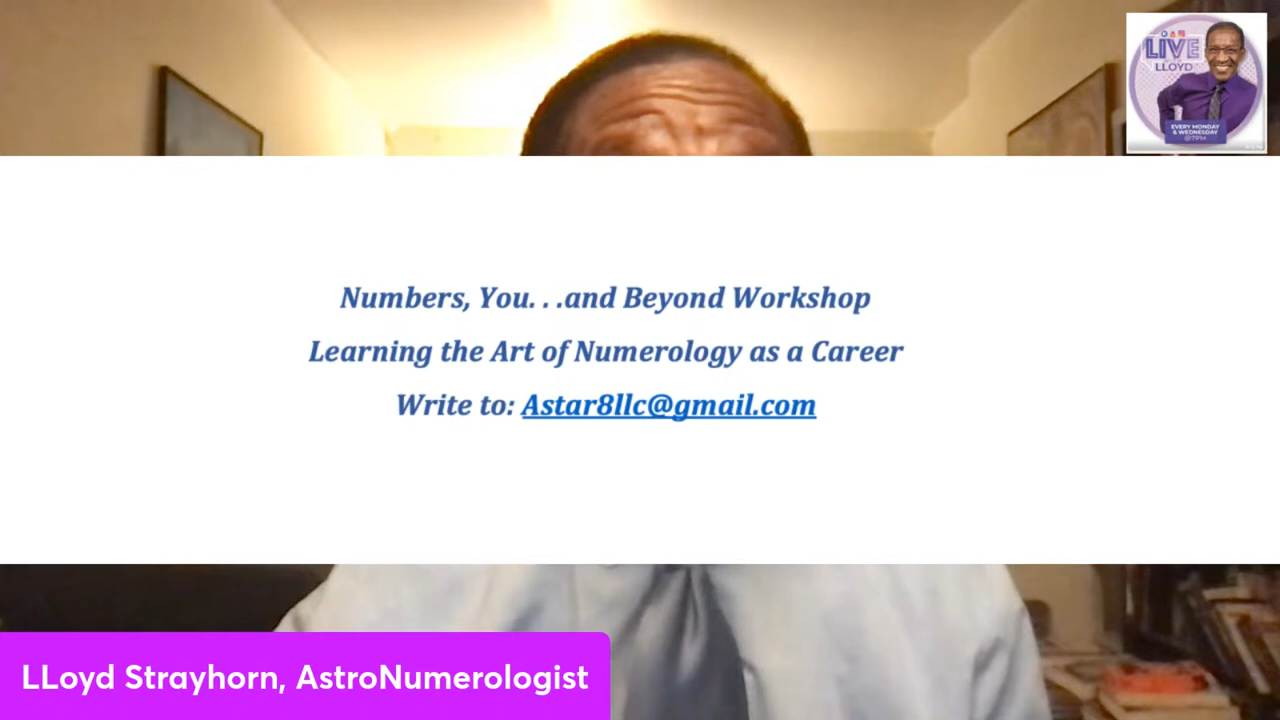 LIVE
LLOYD
EVERY MONDAY
& WEDNESDAY
@7PM
Numbers, You. . .and Beyond Workshop
Learning the Art of Numerology as a Career
Write to: Astar8llc@gmail.com
LLoyd Strayhorn, AstroNumerologist